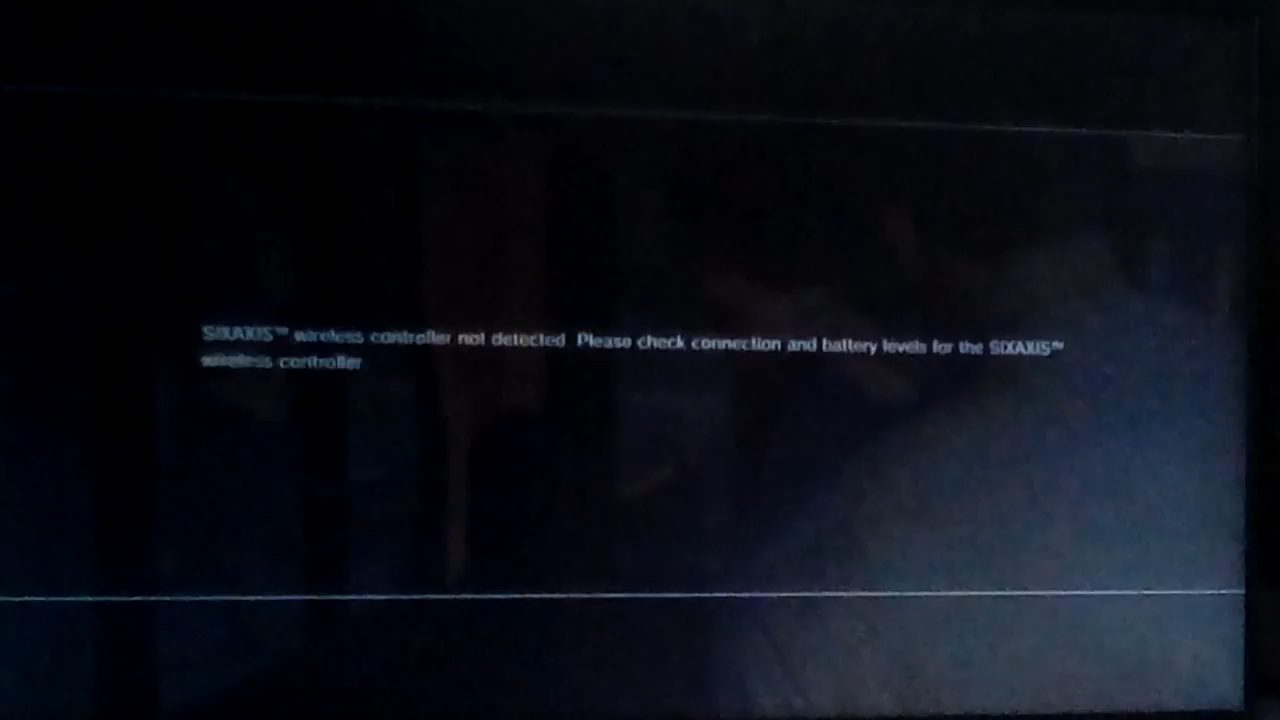 SIXAXIS™ wireless controller not detected. Please check connection and battery levels for the SIXAXIS™
wireless controller